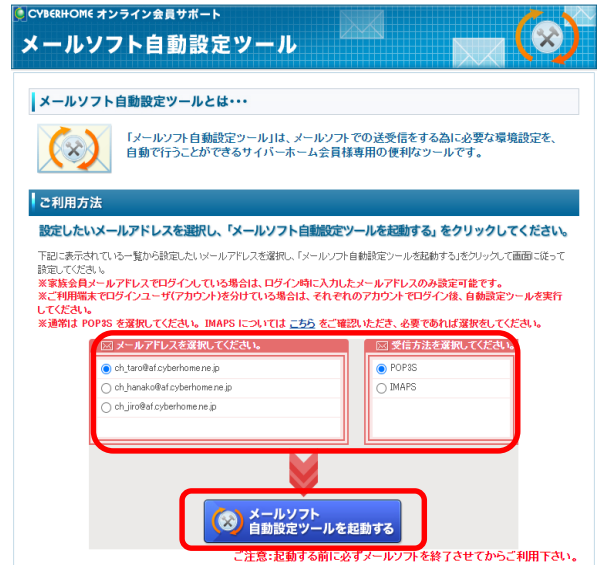 CYBERHOME オンライン会員サポート
メールソフト自動設定ツール
メールソフト自動設定ツールとは・・・
「メールソフト自動設定ツール」は、メールソフトでの送受信をする為に必要な環境設定を、
自動で行うことができるサイバーホーム会員様専用の便利なツールです。
ご利用方法
設定したいメールアドレスを選択し、「メールソフト自動設定ツールを起動する」をクリックしてください。
下記に表示されている一覧から設定したいメールアドレスを選択し、「メールソフト自動設定ツールを起動する」をクリックして画面に従って
設定してください。
※家族会員メールアドレスでログインしている場合は、ログイン時に入力したメールアドレスのみ設定可能です。
※ご利用端末でログインユーザ(アカウント)を分けている場合は、それぞれのアカウントでログイン後、自動設定ツールを実行
してください。
※通常は POP3S を選択してください。IMAPS については こちら をご確認いただき、必要であれば選択をしてください。
メールアドレスを選択してください。
ch_taro@af.cyberhome.ne.jp
ch_hanako@af.cyberhome.ne.jp
ch_jiro@af.cyberhome.ne.jp
受信方法を選択してください。
POP3S
IMAPS
メールソフト
自動設定ツールを起動する
ご注意:起動する前に必ずメールソフトを終了させてからご利用下さい。